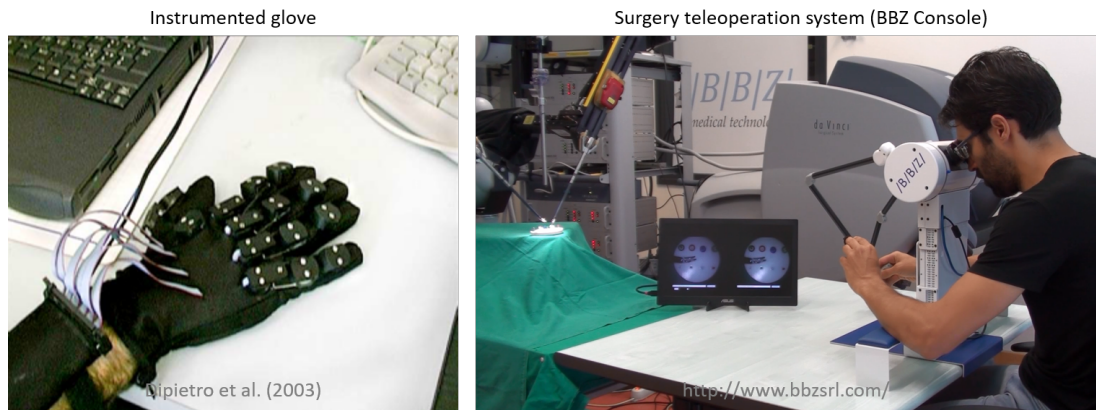 Instrumented glove
Surgery teleoperation system (BBZ Console)
|B|B|Z|
medical technolo
da Vinci
|B|B|Z|
ASUS
Dipietro et al. (2003)
http://www.bbzsrl.com/